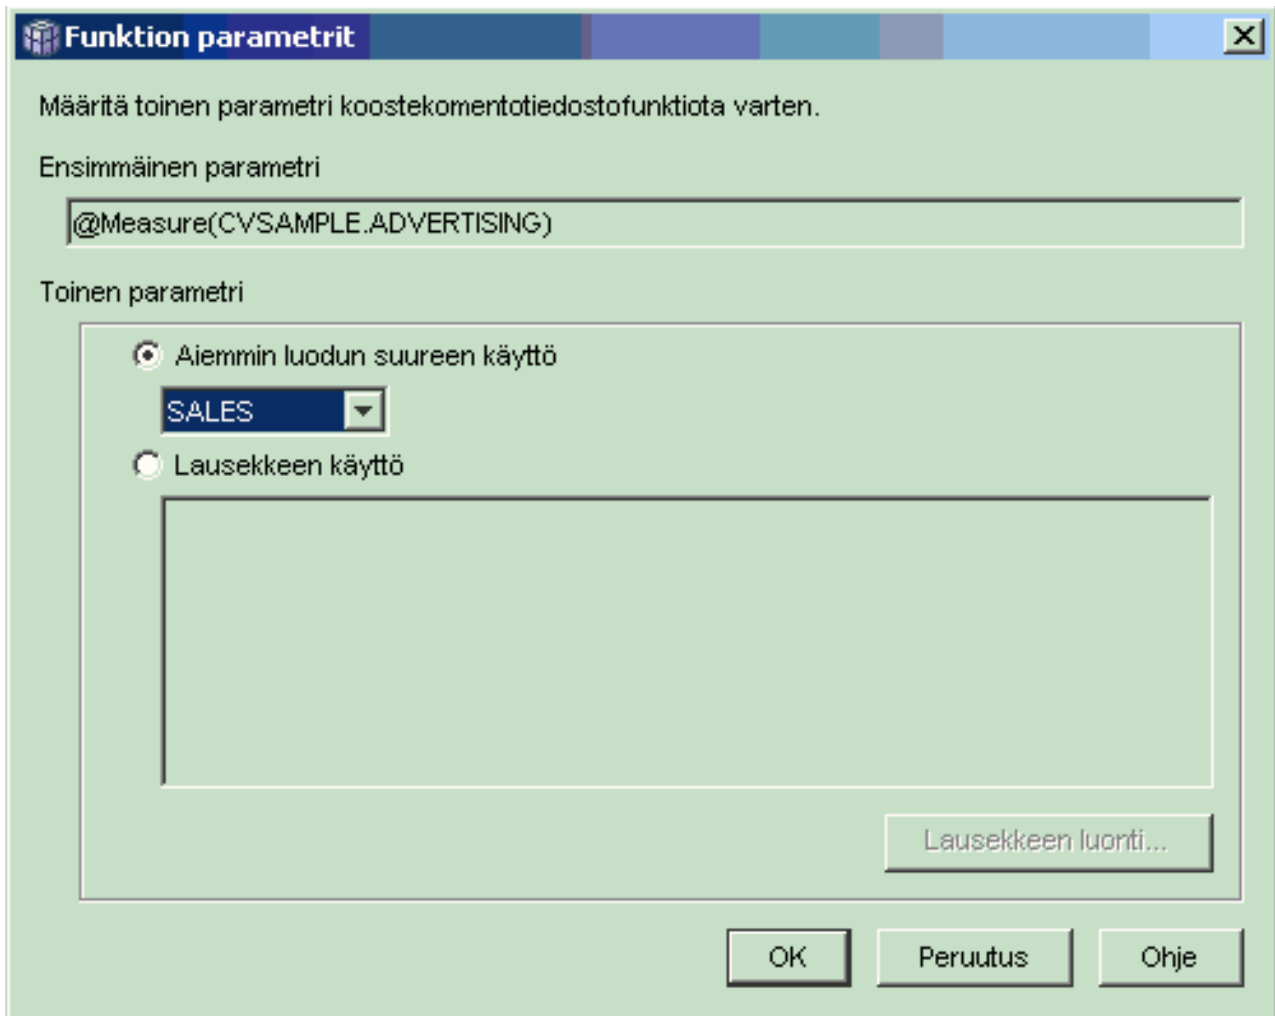 Funktion parametrit
Määritä toinen parametri koostekomentotiedostofunktiota varten.
Ensimmäinen parametri
@Measure(CVSAMPLE.ADVERTISING)
Toinen parametri
Aiemmin luodun suureen käyttö
SALES
Lausekkeen käyttö
Lausekkeen luonti...
OK Peruutus Ohje